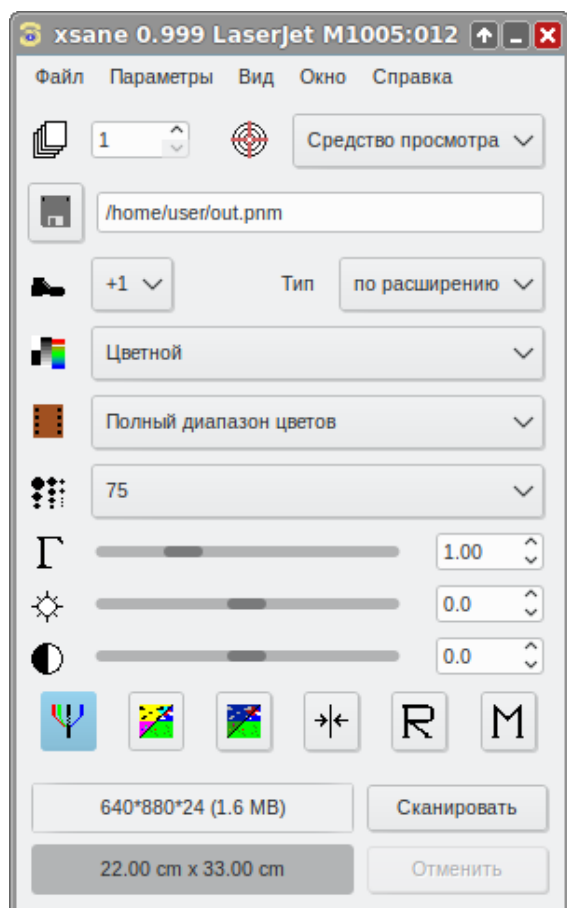 xsane 0.999 LaserJet M1005:012
Файл Параметры Вид Окно Справка
1 Средство просмотра
/home/user/out.pnm
+1 Тип по расширению
Цветной
Полный диапазон цветов
75
Γ 1.00
0.0
0.0
R M
640*880*24 (1.6 MB) Сканировать
22.00 cm x 33.00 cm Отменить